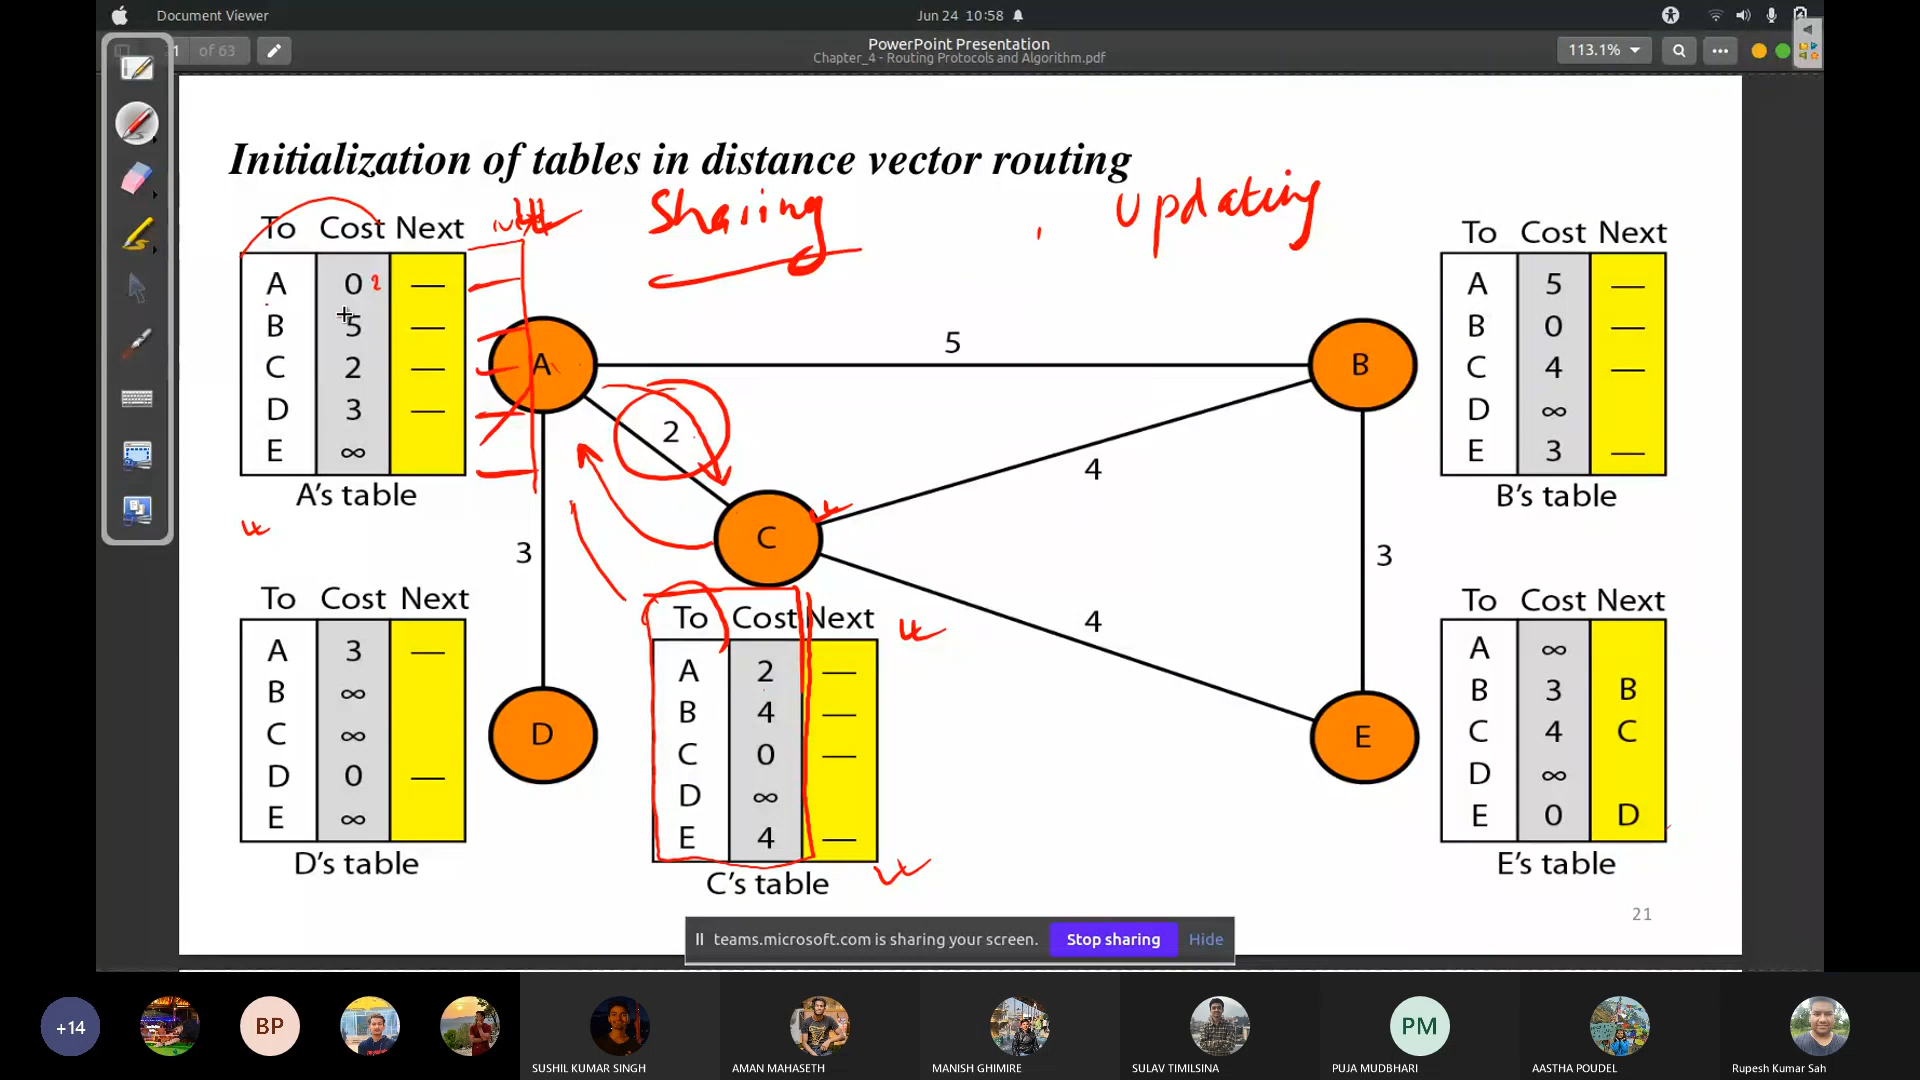 Document Viewer
Jun 24 10:58
1 of 63
PowerPoint Presentation
Chapter_4 - Routing Protocols and Algorithm.pdf
113.1%
Initialization of tables in distance vector routing
Sharing , Updating
To Cost Next
A 0 2 —
B 5 —
C 2 —
D 3 —
E ∞
A's table
To Cost Next
A 5 —
B 0 —
C 4 —
D ∞
E 3 —
B's table
A
5
B
2
4
C
3
3
4
D
E
To Cost Next
A 3 —
B ∞
C ∞
D 0 —
E ∞
D's table
To Cost Next
A 2 —
B 4 —
C 0 —
D ∞
E 4 —
C's table
To Cost Next
A ∞
B 3 B
C 4 C
D ∞
E 0 D
E's table
21
teams.microsoft.com is sharing your screen. Stop sharing Hide
+14
BP
PM
SUSHIL KUMAR SINGH
AMAN MAHASETH
MANISH GHIMIRE
SULAV TIMILSINA
PUJA MUDBHARI
AASTHA POUDEL
Rupesh Kumar Sah